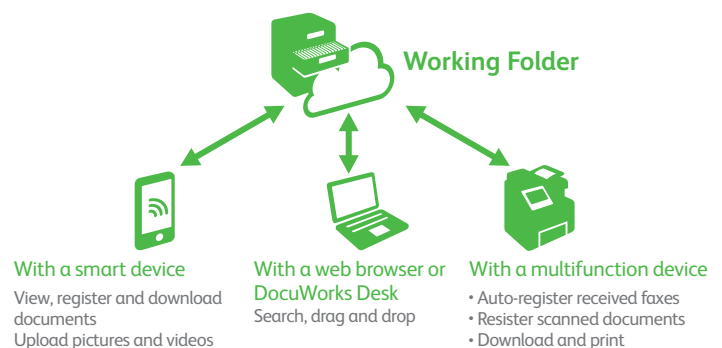 Working Folder
With a smart device
View, register and download
documents
Upload pictures and videos
With a web browser or
DocuWorks Desk
Search, drag and drop
With a multifunction device
• Auto-register received faxes
• Resister scanned documents
• Download and print